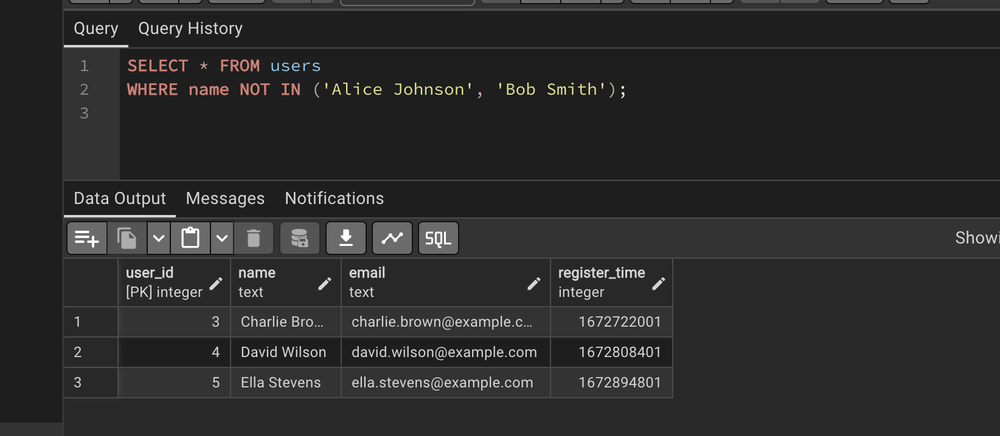 Query Query History
1 SELECT * FROM users
2 WHERE name NOT IN ('Alice Johnson', 'Bob Smith');
3
Data Output Messages Notifications
SQL Showi
user_id name email register_time
[PK] integer text text integer
1 3 Charlie Bro... charlie.brown@example.c... 1672722001
2 4 David Wilson david.wilson@example.com 1672808401
3 5 Ella Stevens ella.stevens@example.com 1672894801